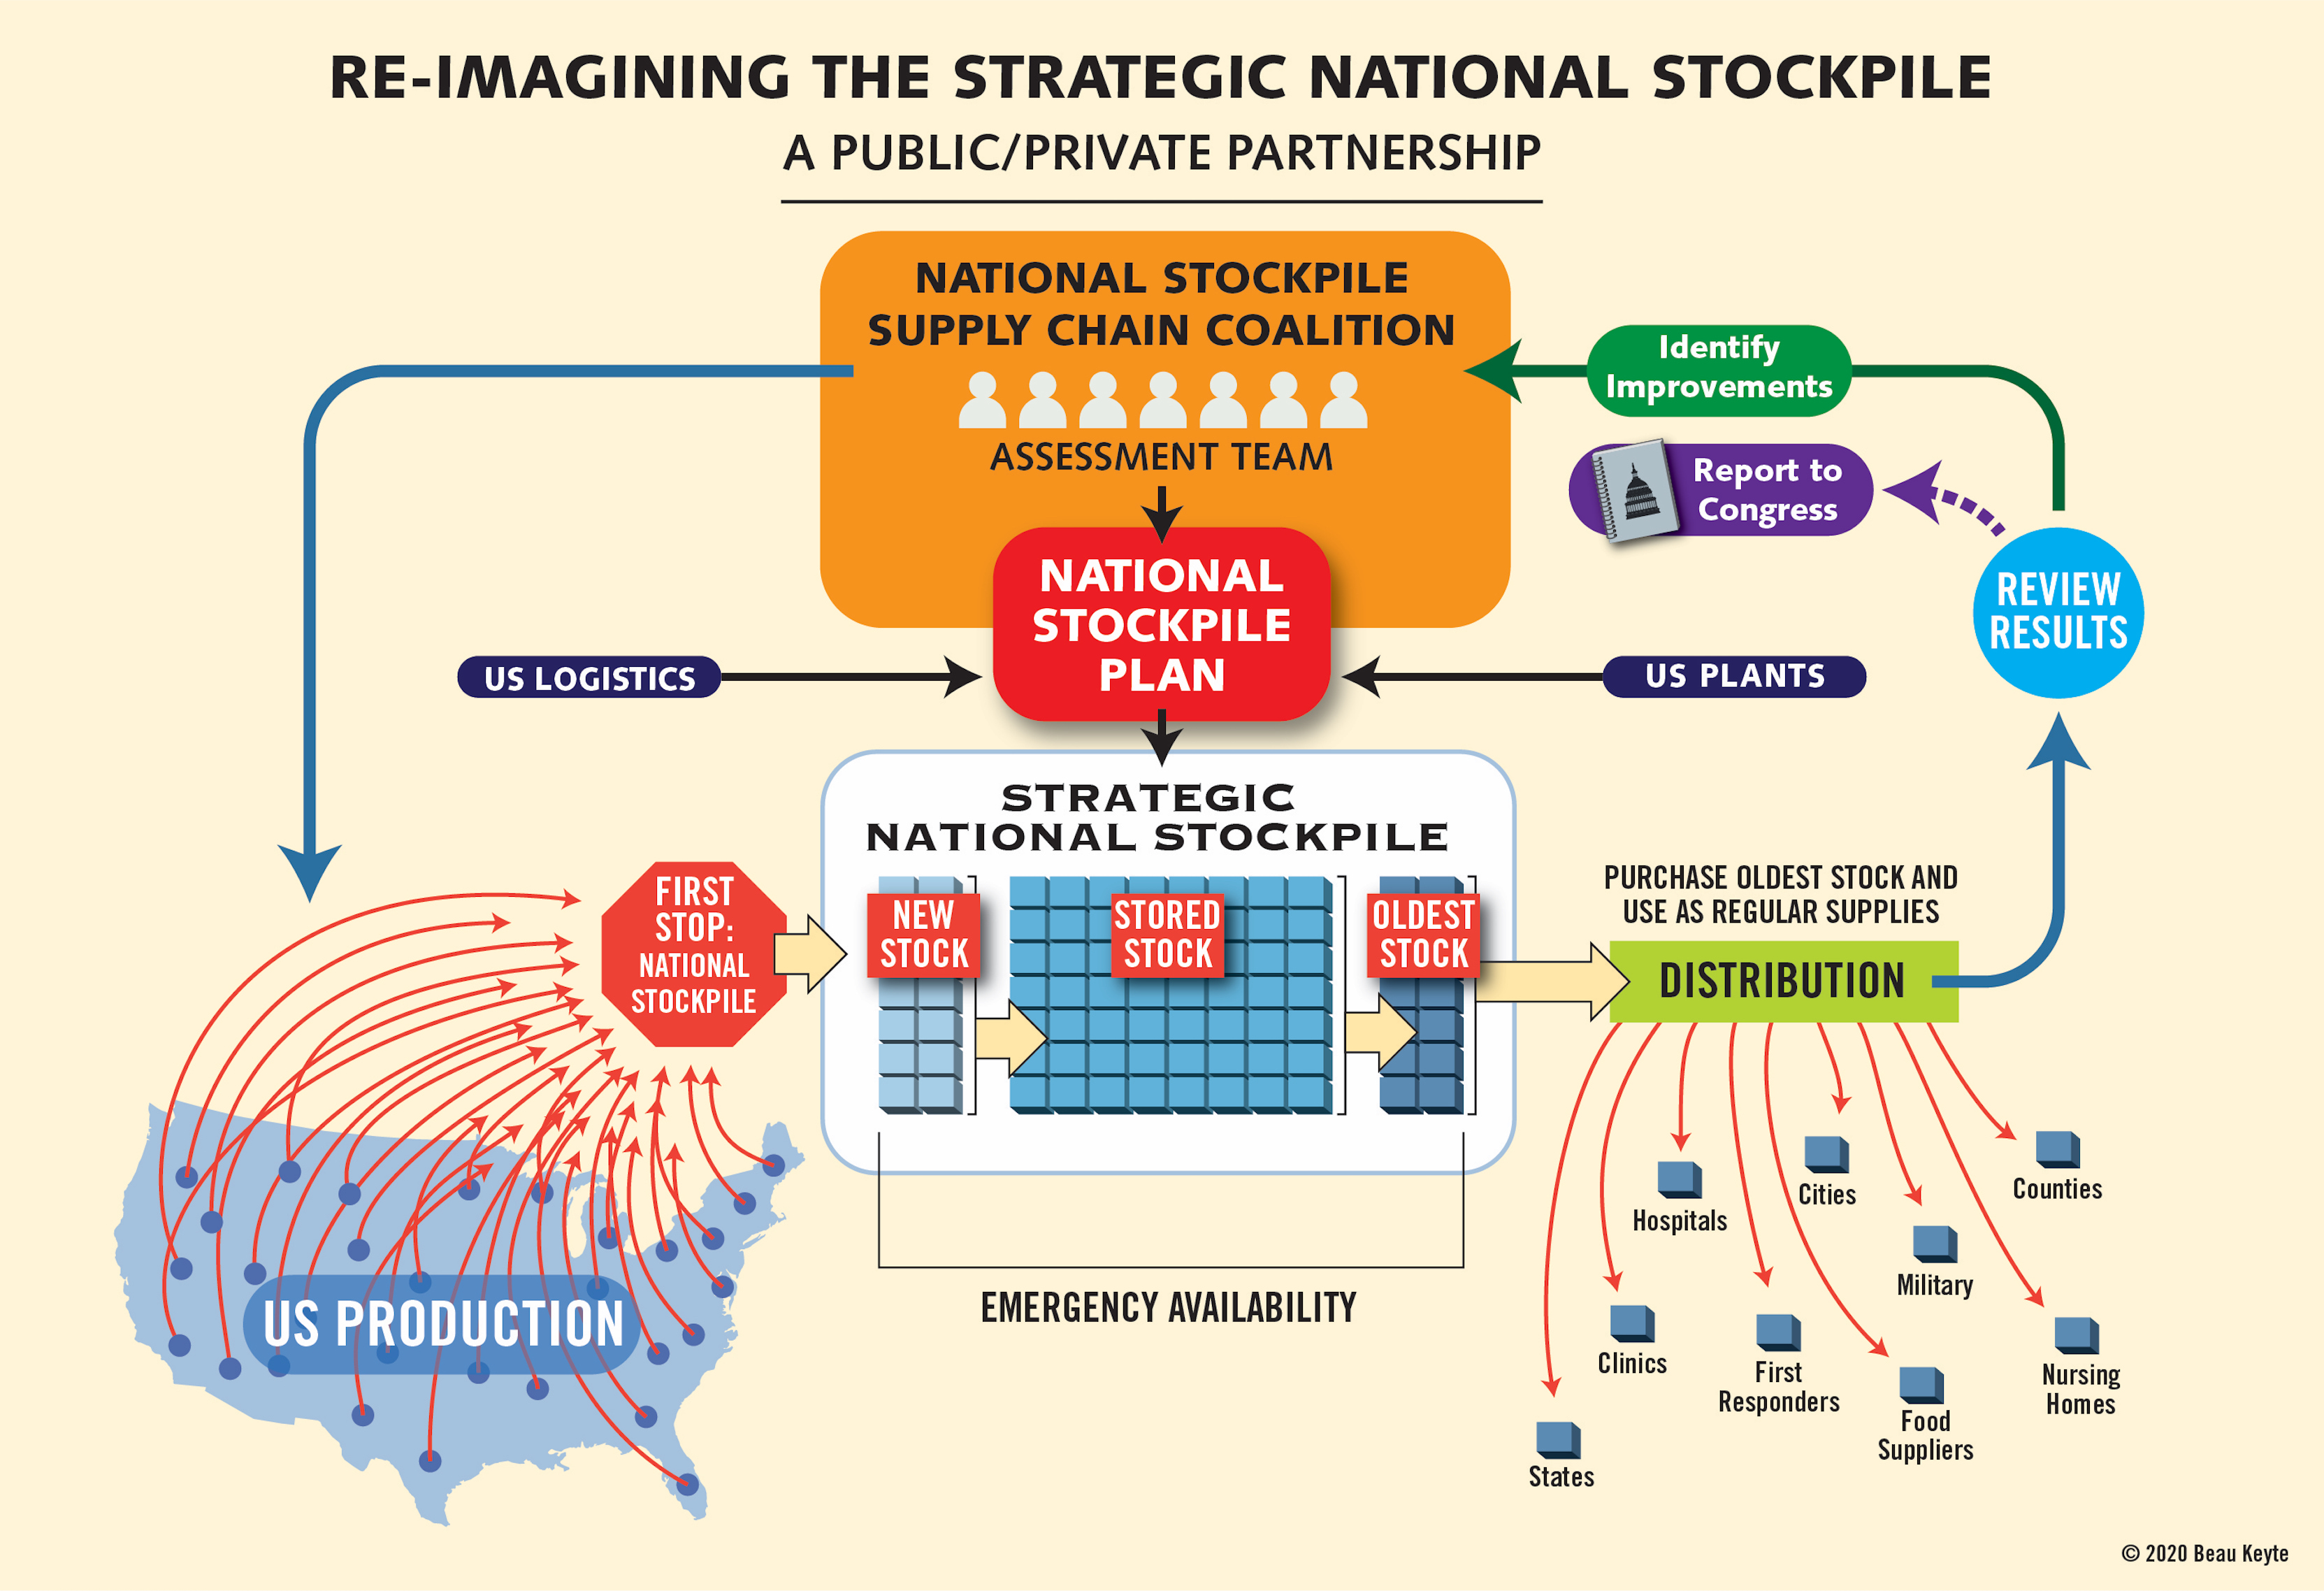 RE-IMAGINING THE STRATEGIC NATIONAL STOCKPILE
A PUBLIC/PRIVATE PARTNERSHIP
NATIONAL STOCKPILE
SUPPLY CHAIN COALITION
ASSESSMENT TEAM
Identify
Improvements
Report to
Congress
NATIONAL
STOCKPILE
PLAN
REVIEW
RESULTS
US LOGISTICS
US PLANTS
STRATEGIC
NATIONAL STOCKPILE
FIRST
STOP:
NATIONAL
STOCKPILE
NEW
STOCK
STORED
STOCK
OLDEST
STOCK
PURCHASE OLDEST STOCK AND
USE AS REGULAR SUPPLIES
DISTRIBUTION
US PRODUCTION
EMERGENCY AVAILABILITY
Hospitals
Cities
Counties
Military
Clinics
First
Responders
Food
Suppliers
Nursing
Homes
States
© 2020 Beau Keyte